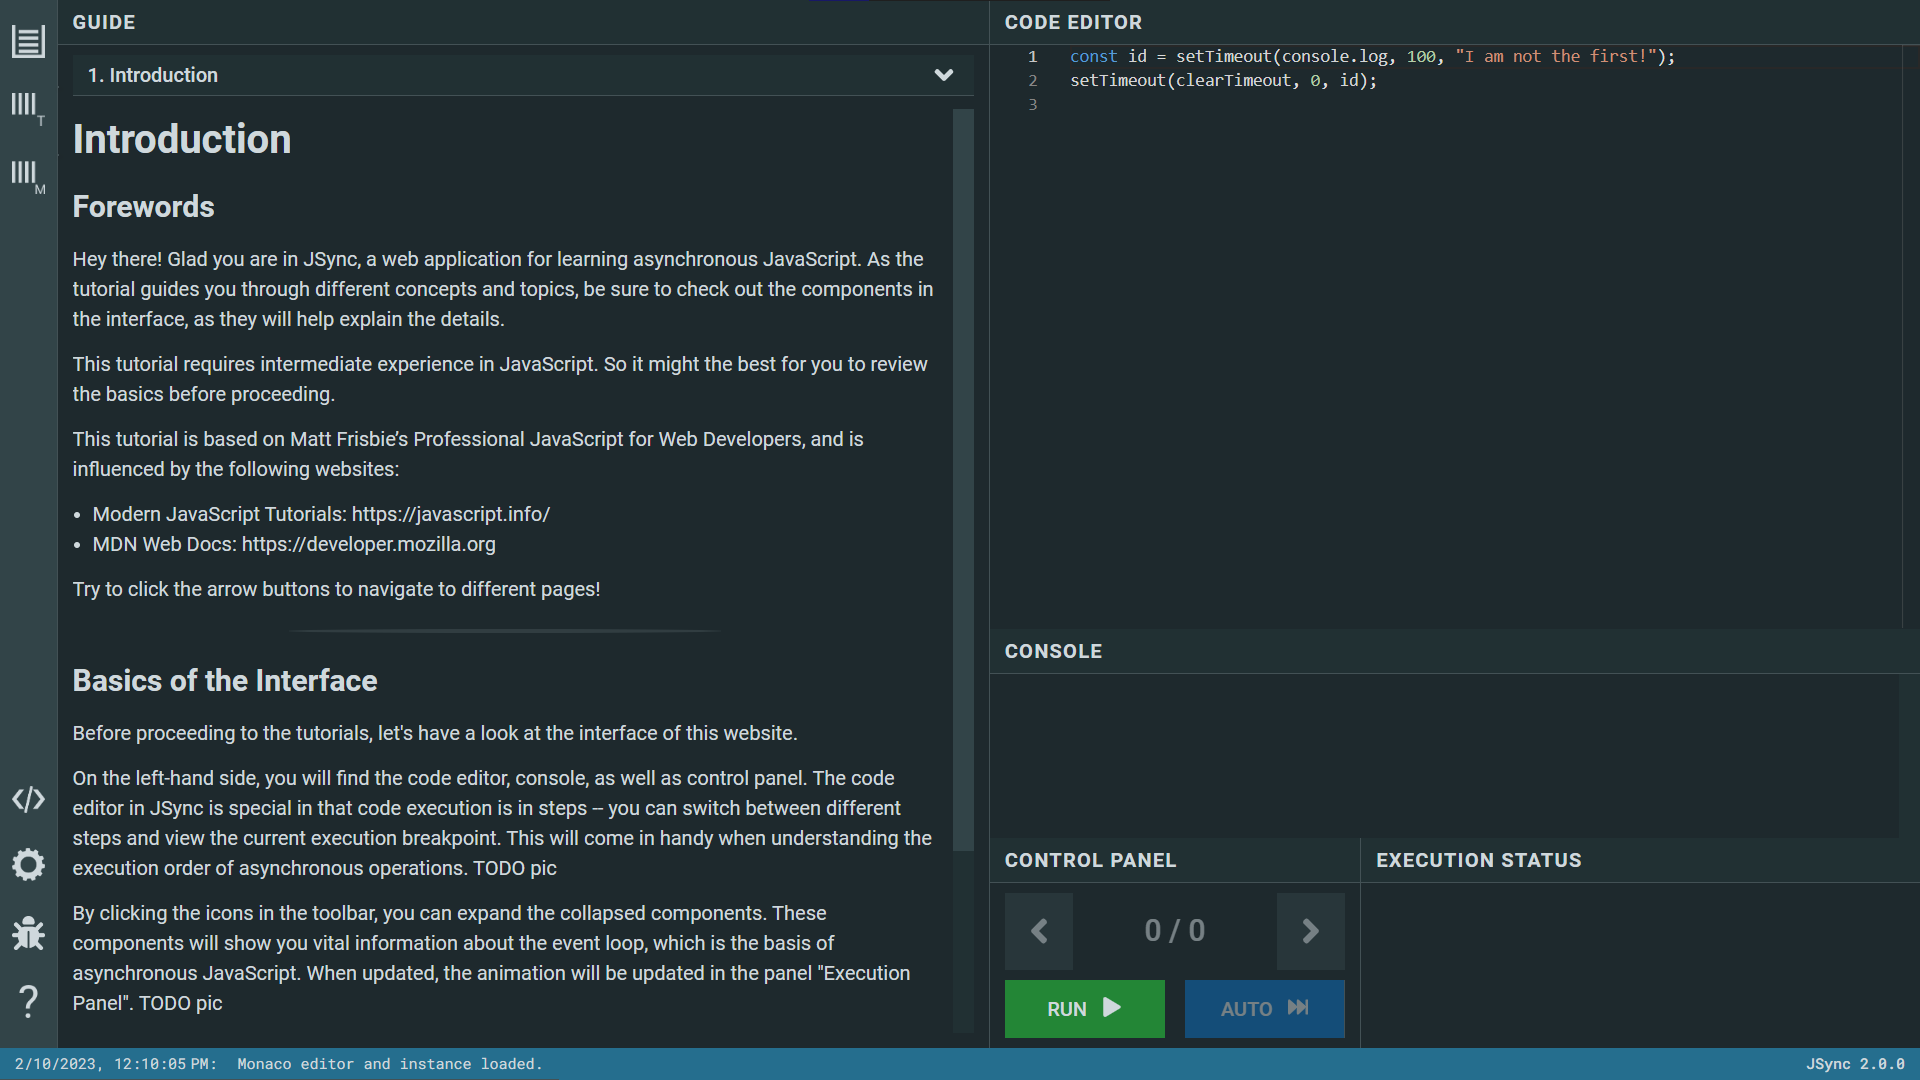 GUIDE
1. Introduction
T
M
Introduction
Forewords
Hey there! Glad you are in JSync, a web application for learning asynchronous JavaScript. As the
tutorial guides you through different concepts and topics, be sure to check out the components in
the interface, as they will help explain the details.
This tutorial requires intermediate experience in JavaScript. So it might the best for you to review
the basics before proceeding.
This tutorial is based on Matt Frisbie’s Professional JavaScript for Web Developers, and is
influenced by the following websites:
• Modern JavaScript Tutorials: https://javascript.info/
• MDN Web Docs: https://developer.mozilla.org
Try to click the arrow buttons to navigate to different pages!
Basics of the Interface
Before proceeding to the tutorials, let's have a look at the interface of this website.
On the left-hand side, you will find the code editor, console, as well as control panel. The code
editor in JSync is special in that code execution is in steps -- you can switch between different
steps and view the current execution breakpoint. This will come in handy when understanding the
execution order of asynchronous operations. TODO pic
By clicking the icons in the toolbar, you can expand the collapsed components. These
components will show you vital information about the event loop, which is the basis of
asynchronous JavaScript. When updated, the animation will be updated in the panel "Execution
Panel". TODO pic
CODE EDITOR
1 const id = setTimeout(console.log, 100, "I am not the first!");
2 setTimeout(clearTimeout, 0, id);
3
CONSOLE
CONTROL PANEL
0 / 0
RUN
AUTO
EXECUTION STATUS
2/10/2023, 12:10:05 PM: Monaco editor and instance loaded.
JSync 2.0.0